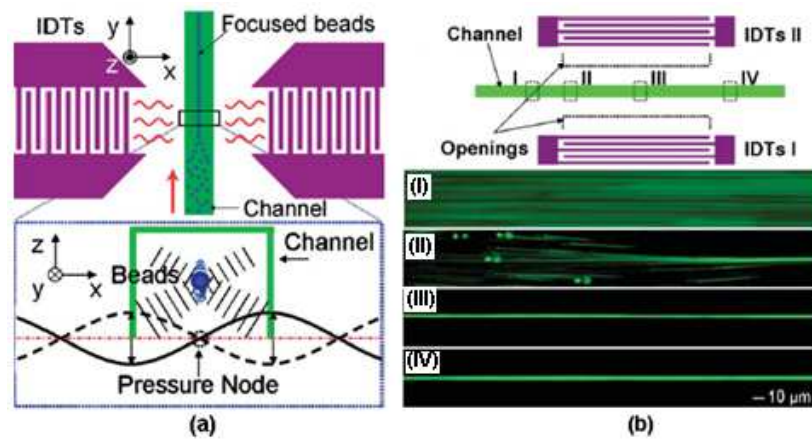 IDTs
y
z
x
Focused beads
Channel
z
y
x
Beads
Channel
Pressure Node
(a)
Channel
IDTs II
I
II
III
IV
Openings
IDTs I
(I)
(II)
(III)
(IV)
10 μm
(b)